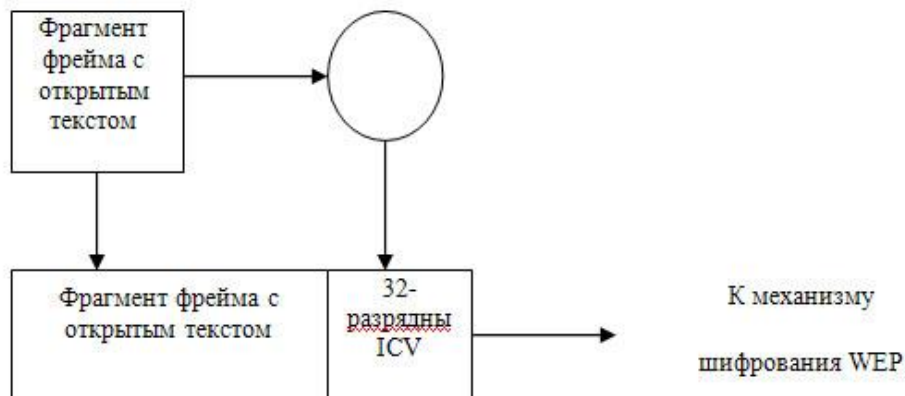 Фрагмент
фрейма с
открытым
текстом
Фрагмент фрейма с
открытым текстом
32-
разрядны
ICV
К механизму
шифрования WEP